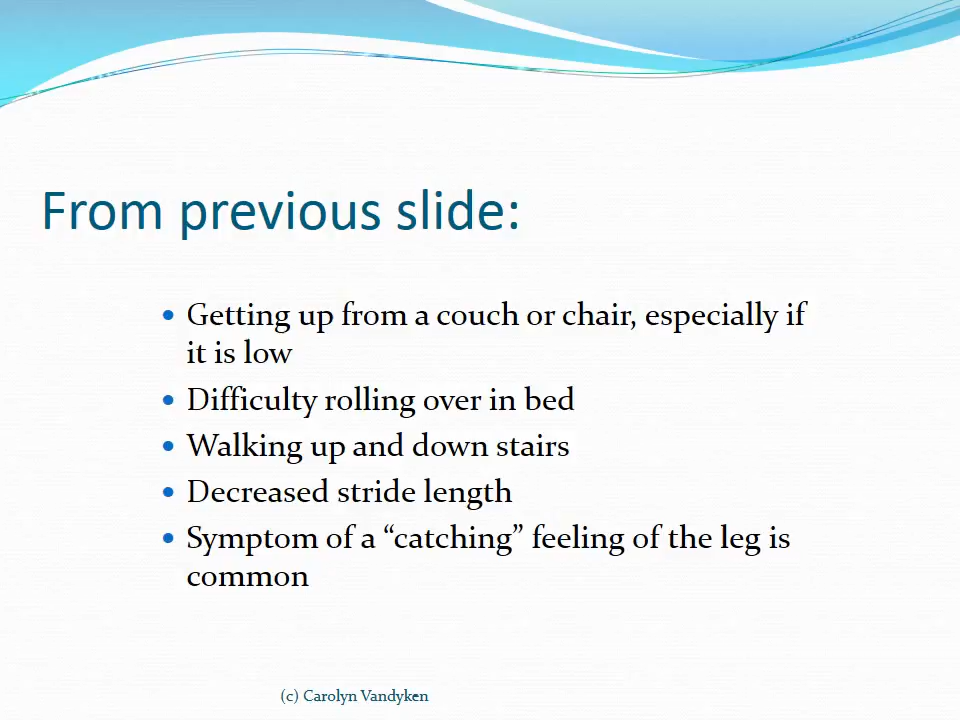 From previous slide:
• Getting up from a couch or chair, especially if
it is low
• Difficulty rolling over in bed
• Walking up and down stairs
• Decreased stride length
• Symptom of a “catching” feeling of the leg is
common
(c) Carolyn Vandyken